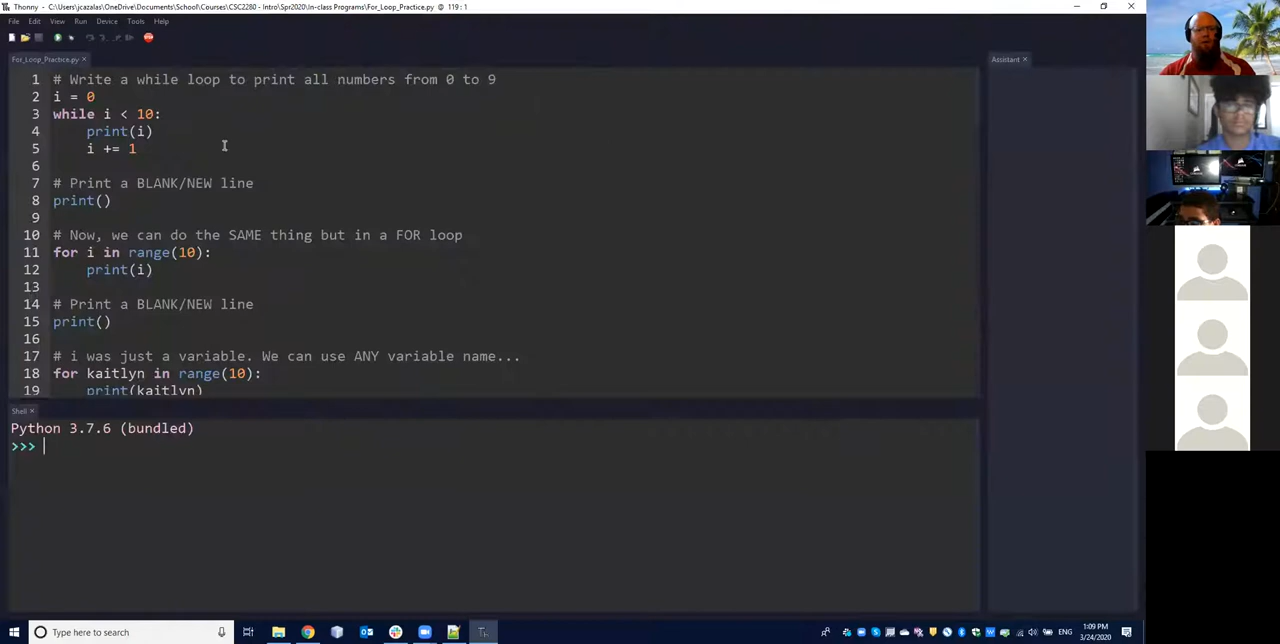 Thonny - C:\Users\jcazalas\OneDrive\Documents\School\Courses\CSC2280 - Intro\Spr2020\In-class Programs\For_Loop_Practice.py @ 119 : 1
File Edit View Run Device Tools Help
For_Loop_Practice.py ×
1 # Write a while loop to print all numbers from 0 to 9
2 i = 0
3 while i < 10:
4     print(i)
5     i += 1
6
7 # Print a BLANK/NEW line
8 print()
9
10 # Now, we can do the SAME thing but in a FOR loop
11 for i in range(10):
12     print(i)
13
14 # Print a BLANK/NEW line
15 print()
16
17 # i was just a variable. We can use ANY variable name...
18 for kaitlyn in range(10):
19     print(kaitlyn)
Assistant ×
Shell ×
Python 3.7.6 (bundled)
>>>
Type here to search
ENG
1:09 PM
3/24/2020